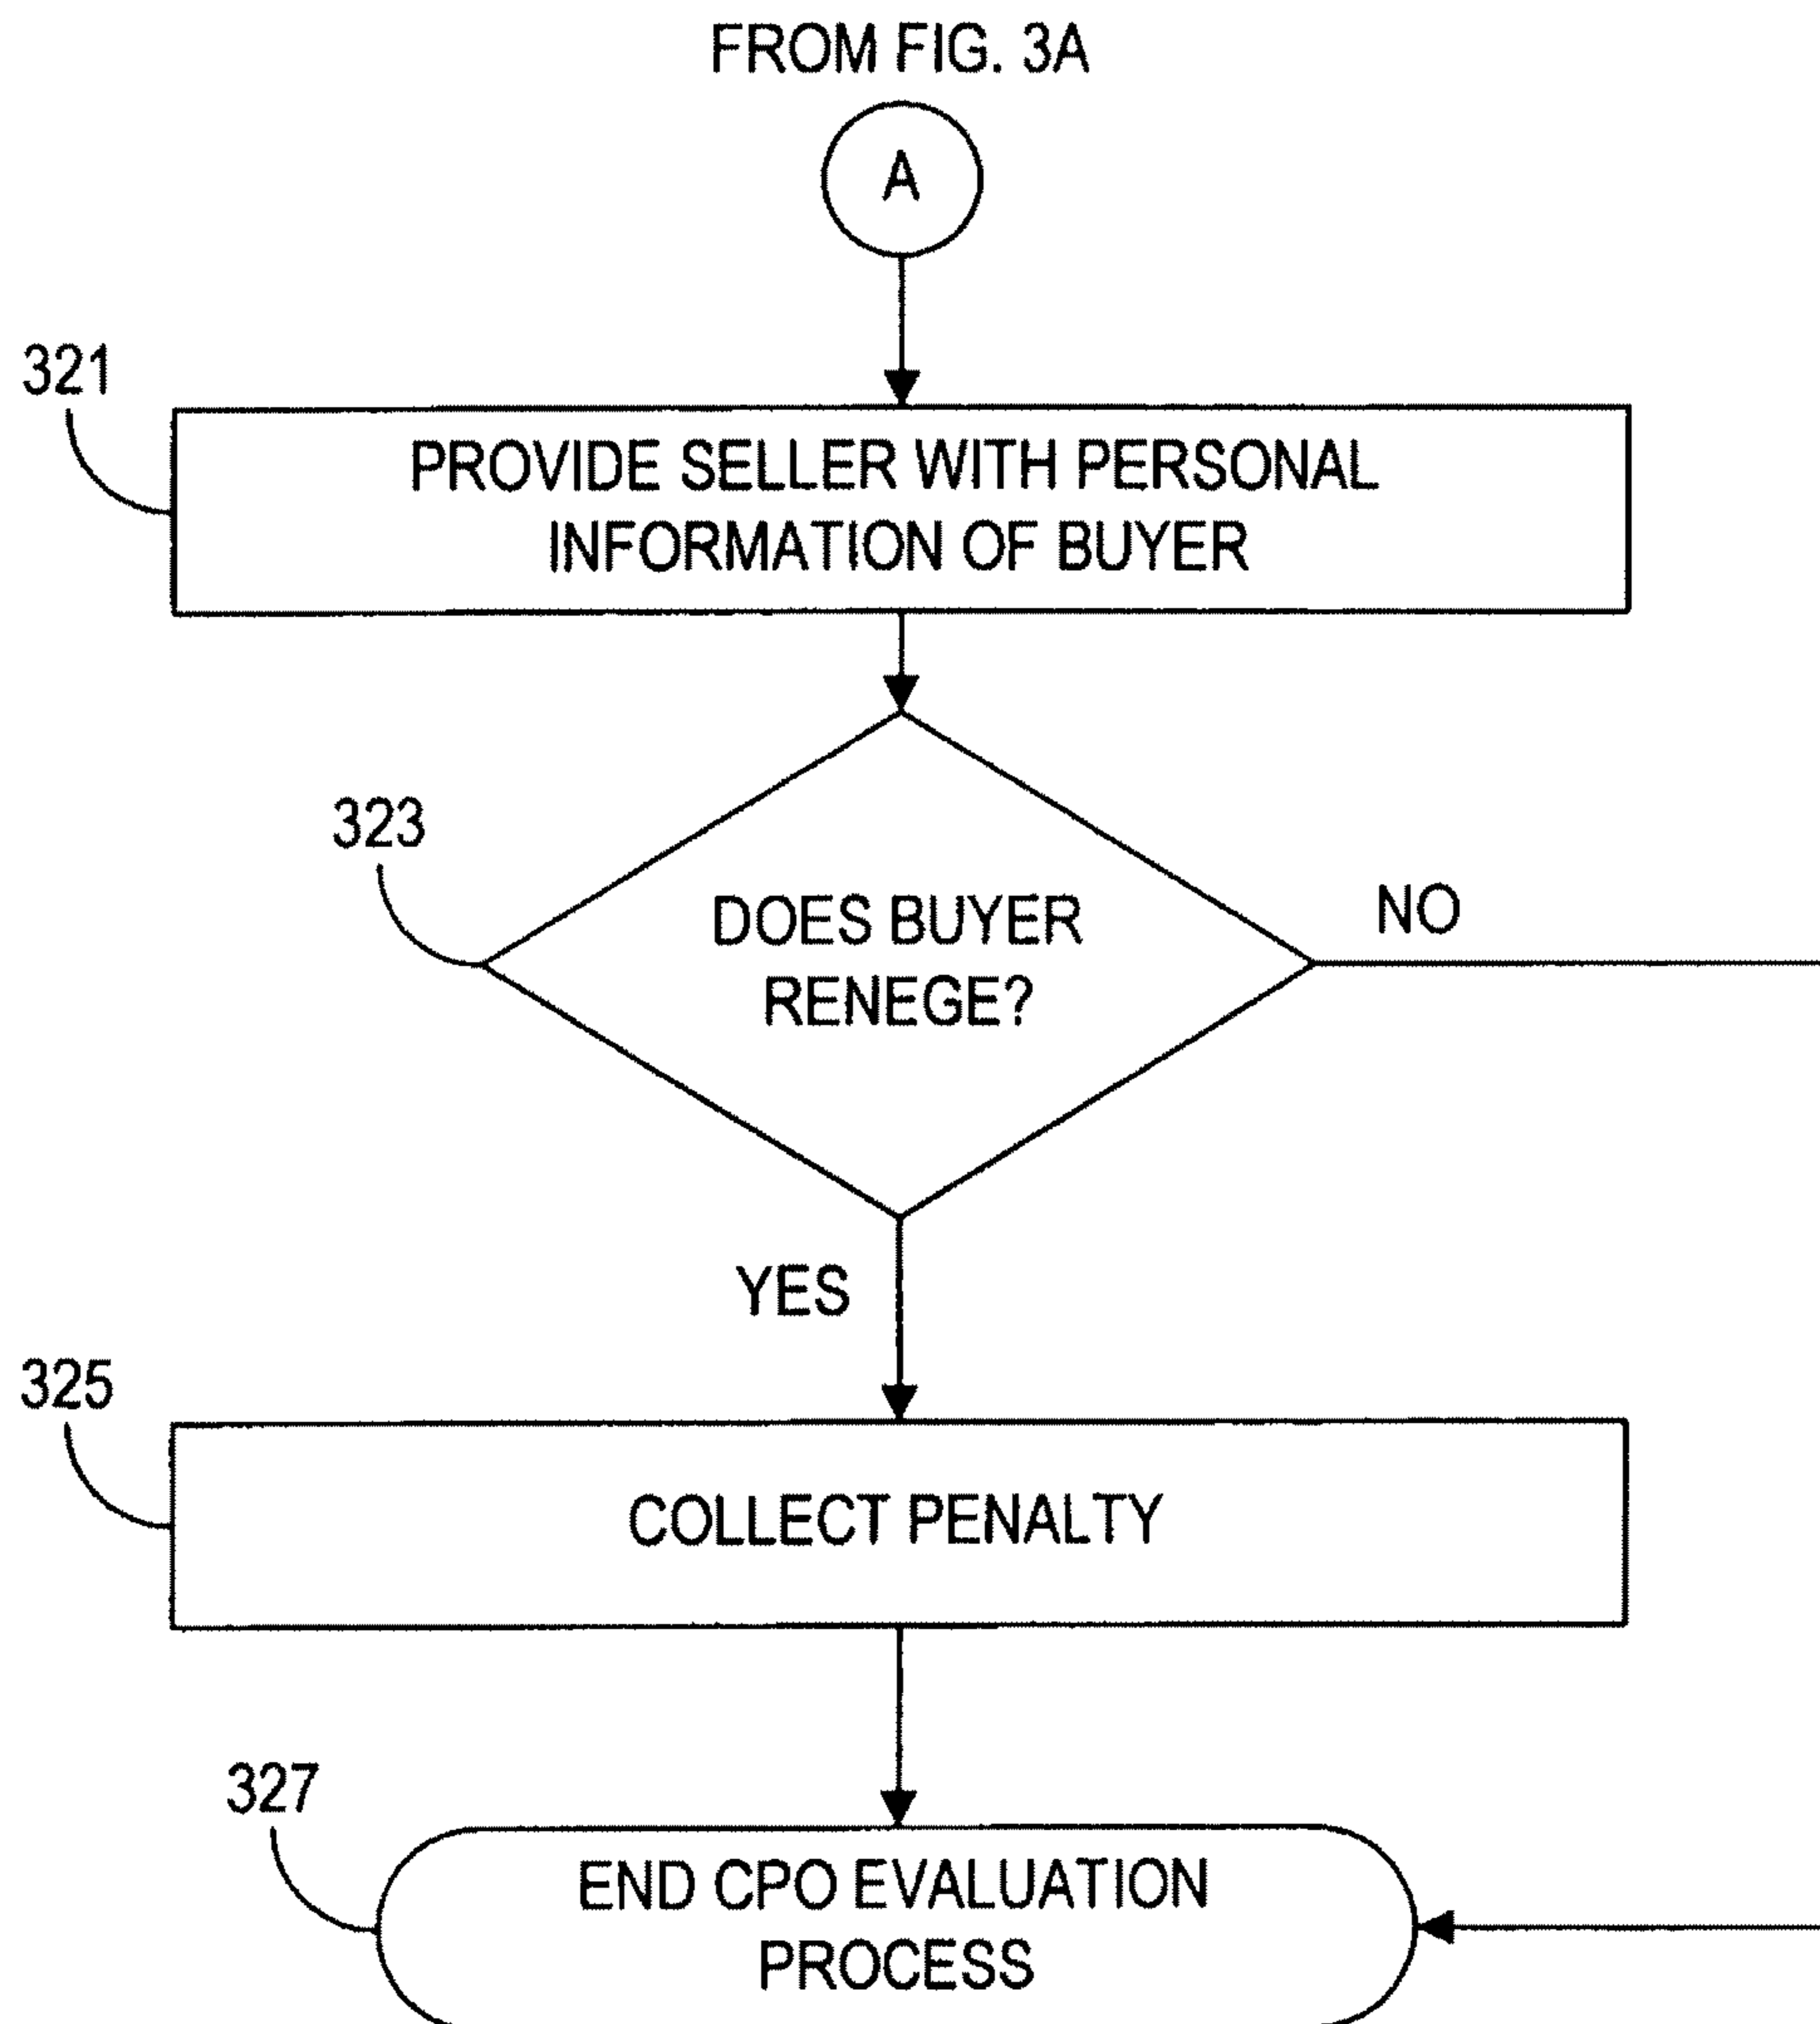 FROM FIG. 3A
A
321
PROVIDE SELLER WITH PERSONAL
INFORMATION OF BUYER
323
DOES BUYER
RENEGE?
NO
YES
325
COLLECT PENALTY
327
END CPO EVALUATION
PROCESS